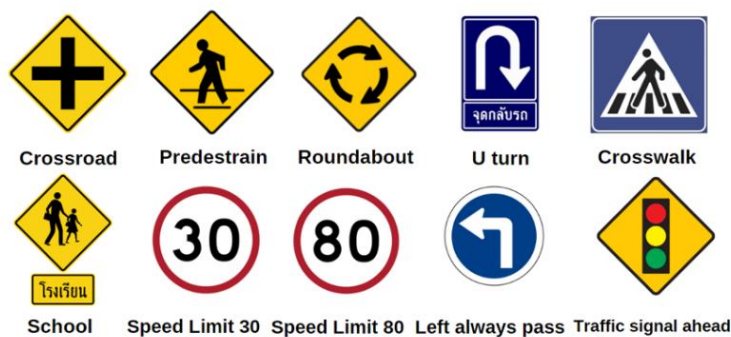 จุดกลับรถ
Crossroad Predestrain Roundabout U turn Crosswalk
โรงเรียน
30 80
School Speed Limit 30 Speed Limit 80 Left always pass Traffic signal ahead